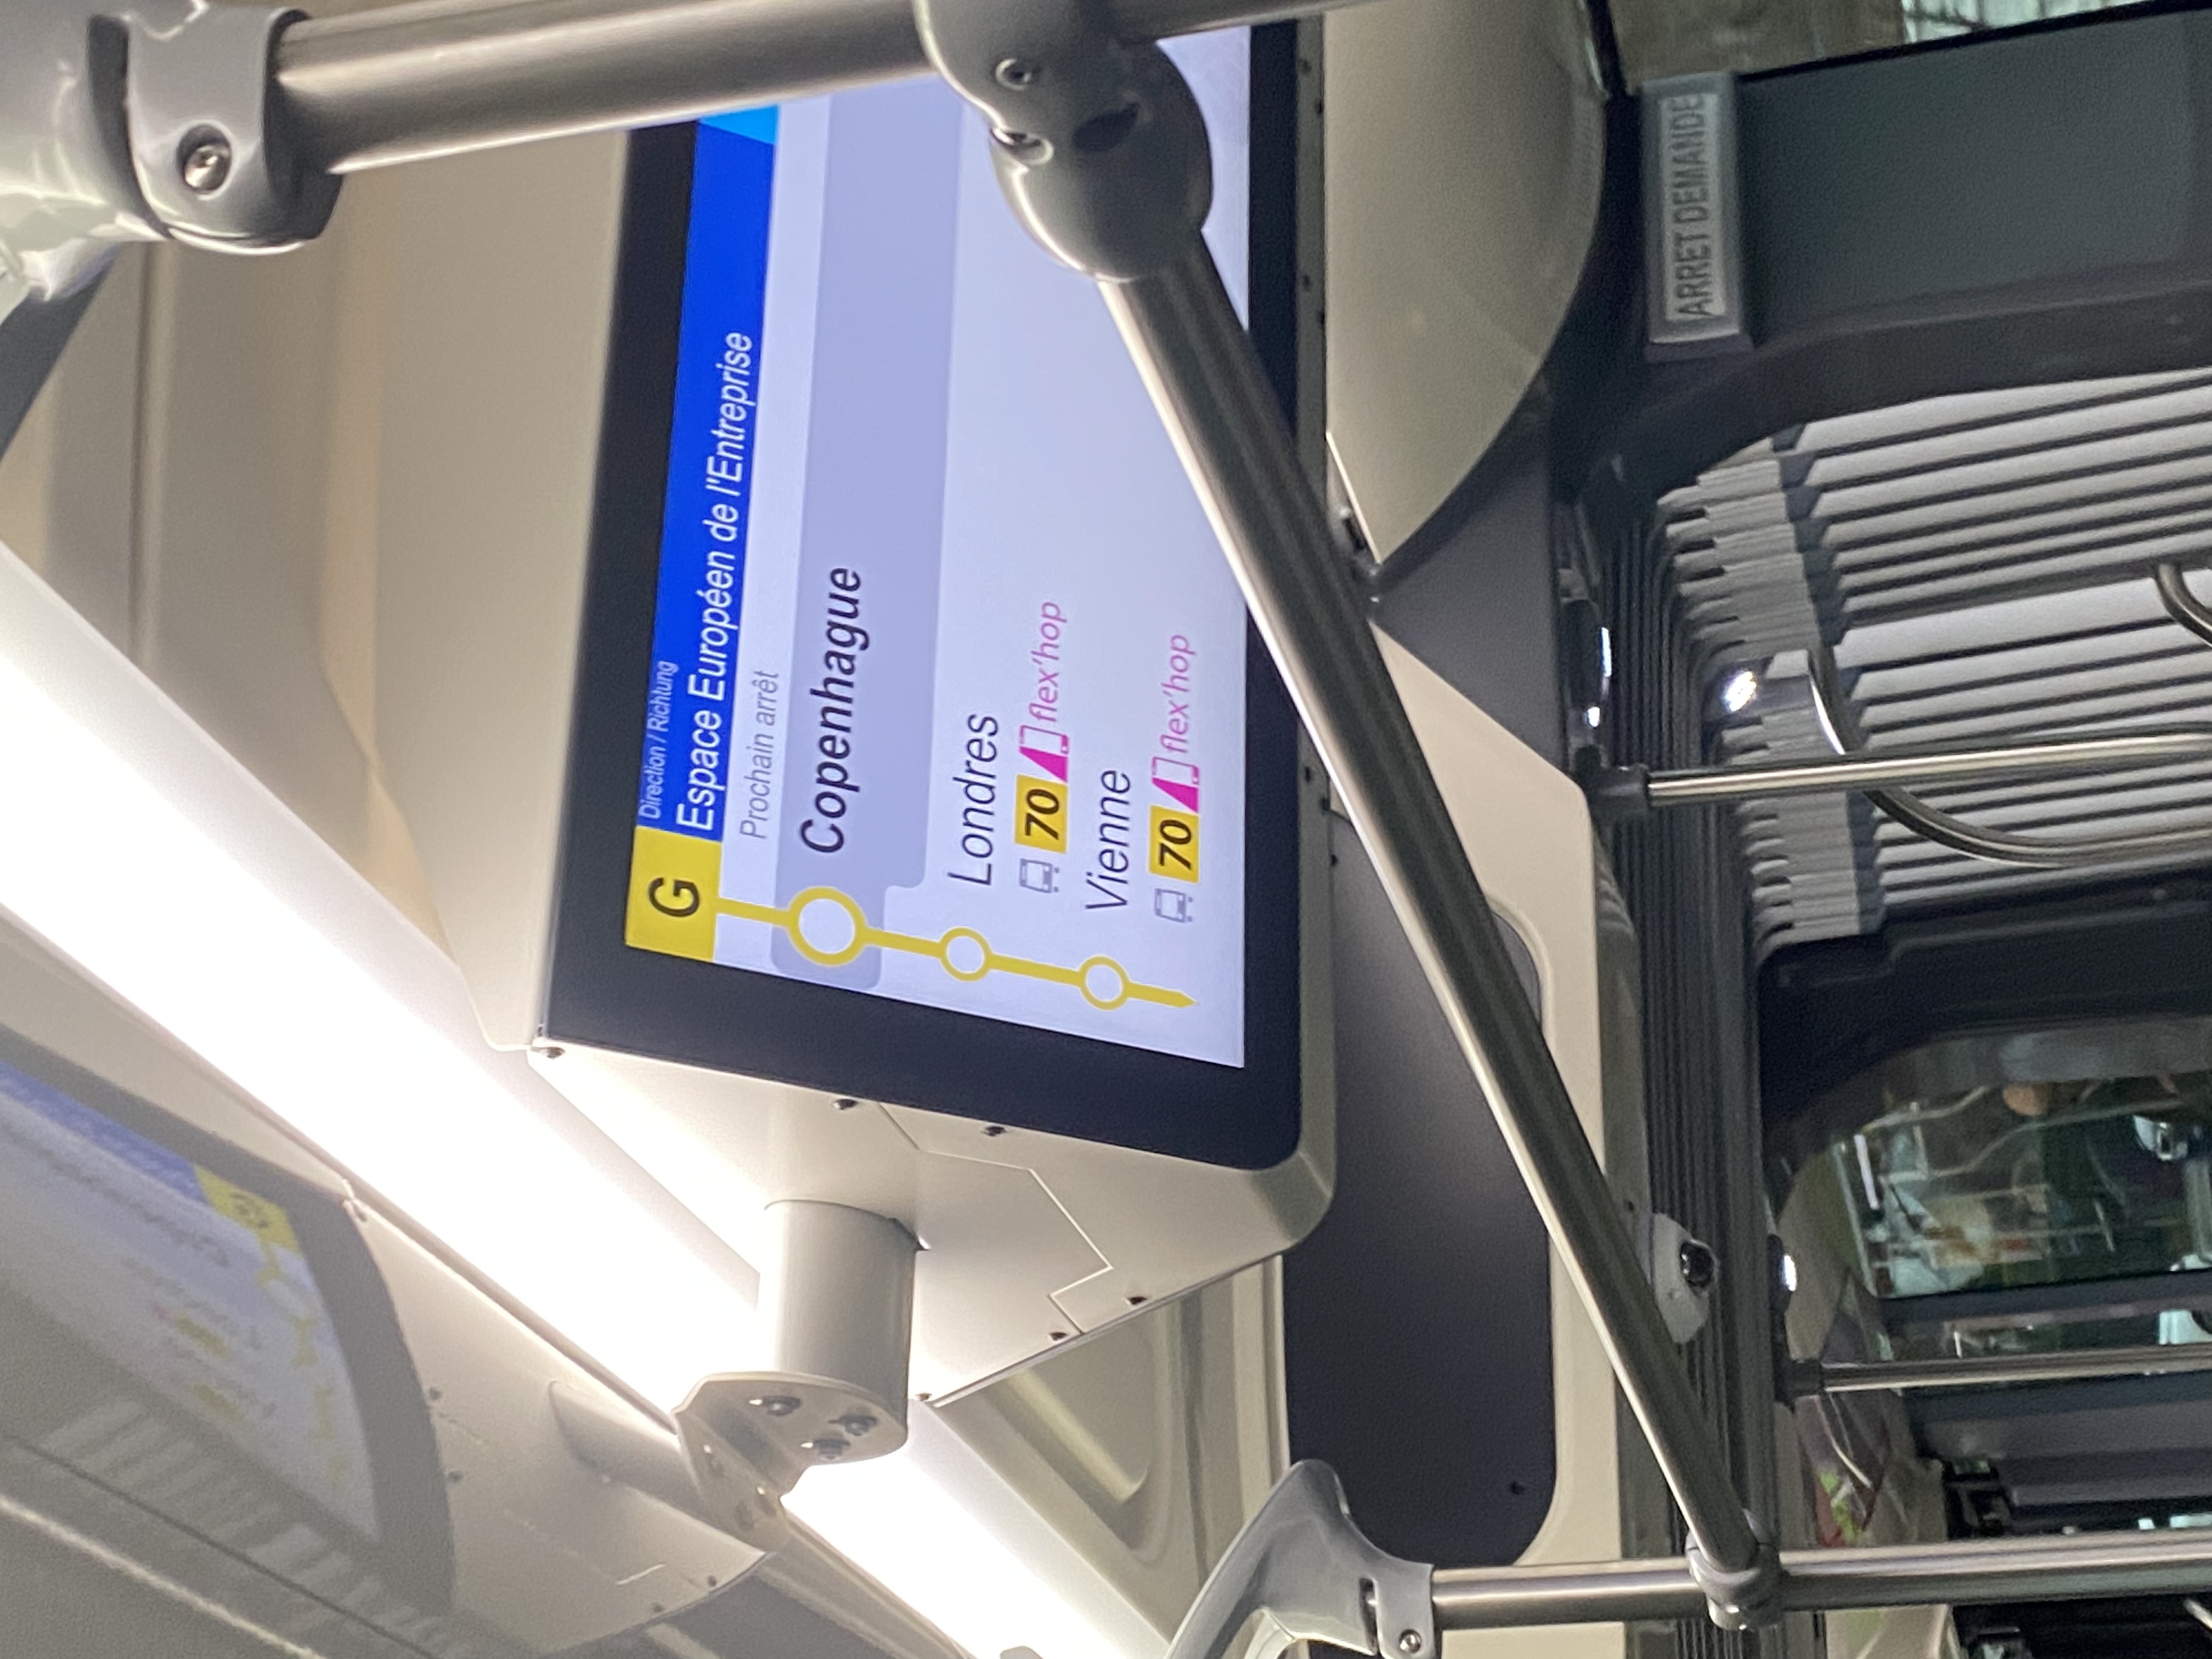 G
Direction / Richtung
Espace Européen de l'Entreprise
Prochain arrêt
Copenhague
Londres
70 flex'hop
Vienne
70 flex'hop
ARRET DEMANDE